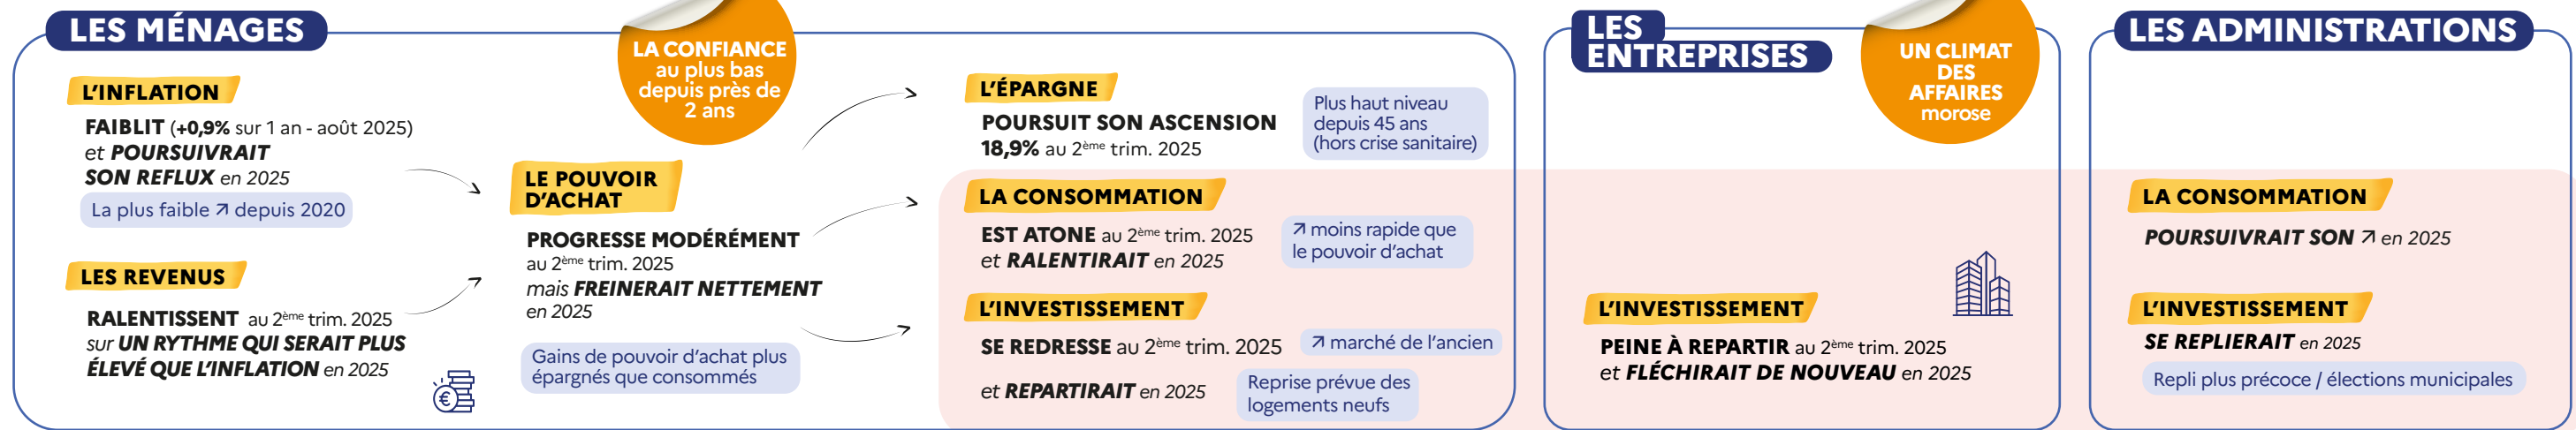 LES MÉNAGES
LA CONFIANCE
au plus bas
depuis près de
2 ans
L'INFLATION
FAIBLIT (+0,9% sur 1 an - août 2025)
et POURSUIVRAIT
SON REFLUX en 2025
La plus faible ↗ depuis 2020
LES REVENUS
RALENTISSENT au 2ème trim. 2025
sur UN RYTHME QUI SERAIT PLUS
ÉLEVÉ QUE L'INFLATION en 2025
€
LE POUVOIR
D'ACHAT
PROGRESSE MODÉRÉMENT
au 2ème trim. 2025
mais FREINERAIT NETTEMENT
en 2025
Gains de pouvoir d'achat plus
épargnés que consommés
L'ÉPARGNE
POURSUIT SON ASCENSION
18,9% au 2ème trim. 2025
Plus haut niveau
depuis 45 ans
(hors crise sanitaire)
LA CONSOMMATION
EST ATONE au 2ème trim. 2025
et RALENTIRAIT en 2025
↗ moins rapide que
le pouvoir d'achat
L'INVESTISSEMENT
SE REDRESSE au 2ème trim. 2025
↗ marché de l'ancien
et REPARTIRAIT en 2025
Reprise prévue des
logements neufs
LES
ENTREPRISES
UN CLIMAT
DES
AFFAIRES
morose
L'INVESTISSEMENT
PEINE À REPARTIR au 2ème trim. 2025
et FLÉCHIRAIT DE NOUVEAU en 2025
LES ADMINISTRATIONS
LA CONSOMMATION
POURSUIVRAIT SON ↗ en 2025
L'INVESTISSEMENT
SE REPLIERAIT en 2025
Repli plus précoce / élections municipales